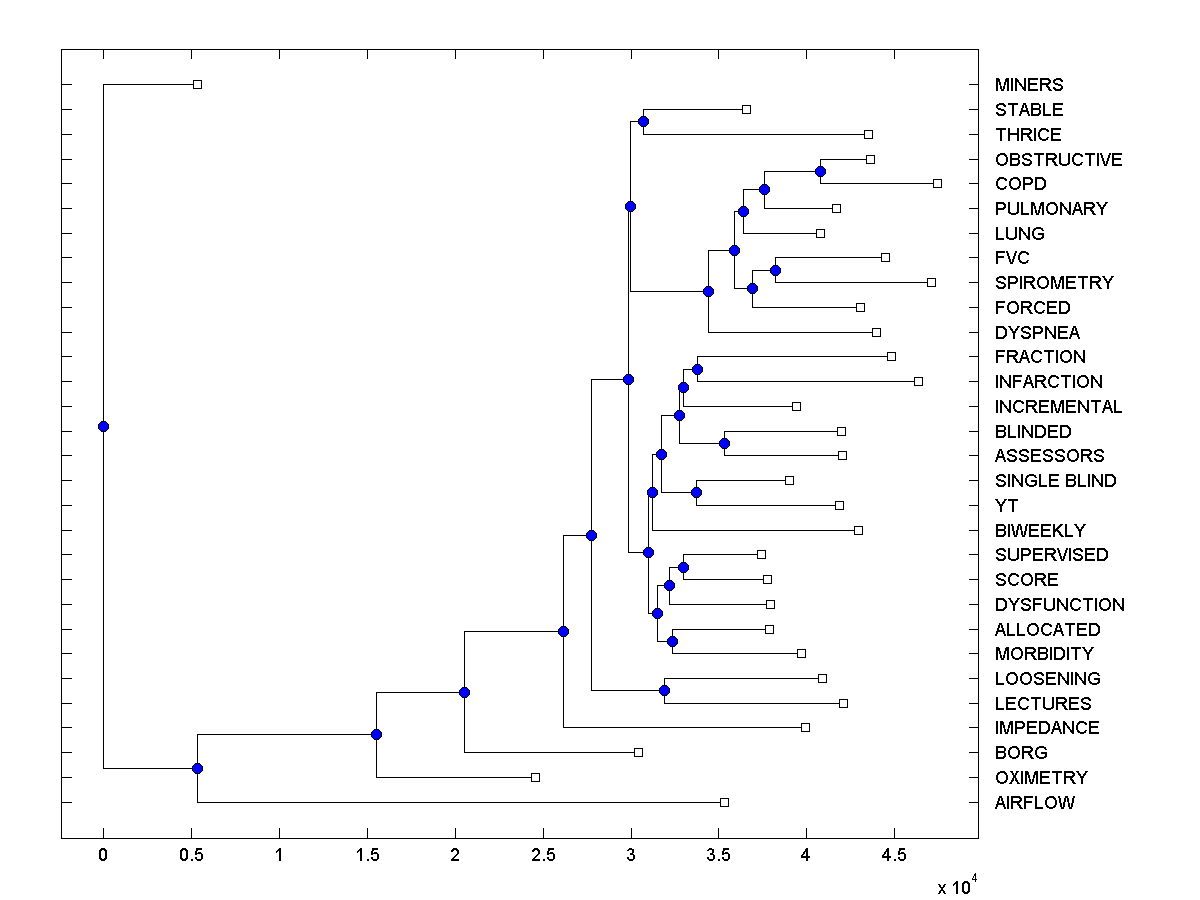 MINERS
STABLE
THRICE
OBSTRUCTIVE
COPD
PULMONARY
LUNG
FVC
SPIROMETRY
FORCED
DYSPNEA
FRACTION
INFARCTION
INCREMENTAL
BLINDED
ASSESSORS
SINGLE BLIND
YT
BIWEEKLY
SUPERVISED
SCORE
DYSFUNCTION
ALLOCATED
MORBIDITY
LOOSENING
LECTURES
IMPEDANCE
BORG
OXIMETRY
AIRFLOW
0 0.5 1 1.5 2 2.5 3 3.5 4 4.5
x 10^4